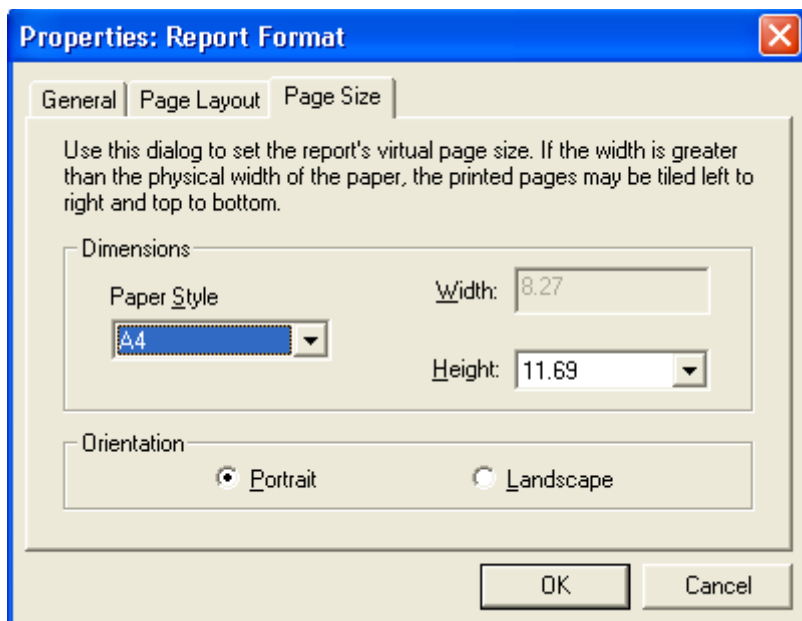 Properties: Report Format
General Page Layout Page Size
Use this dialog to set the report's virtual page size. If the width is greater
than the physical width of the paper, the printed pages may be tiled left to
right and top to bottom.
Dimensions
Paper Style
Width: 8.27
A4
Height: 11.69
Orientation
Portrait Landscape
OK Cancel